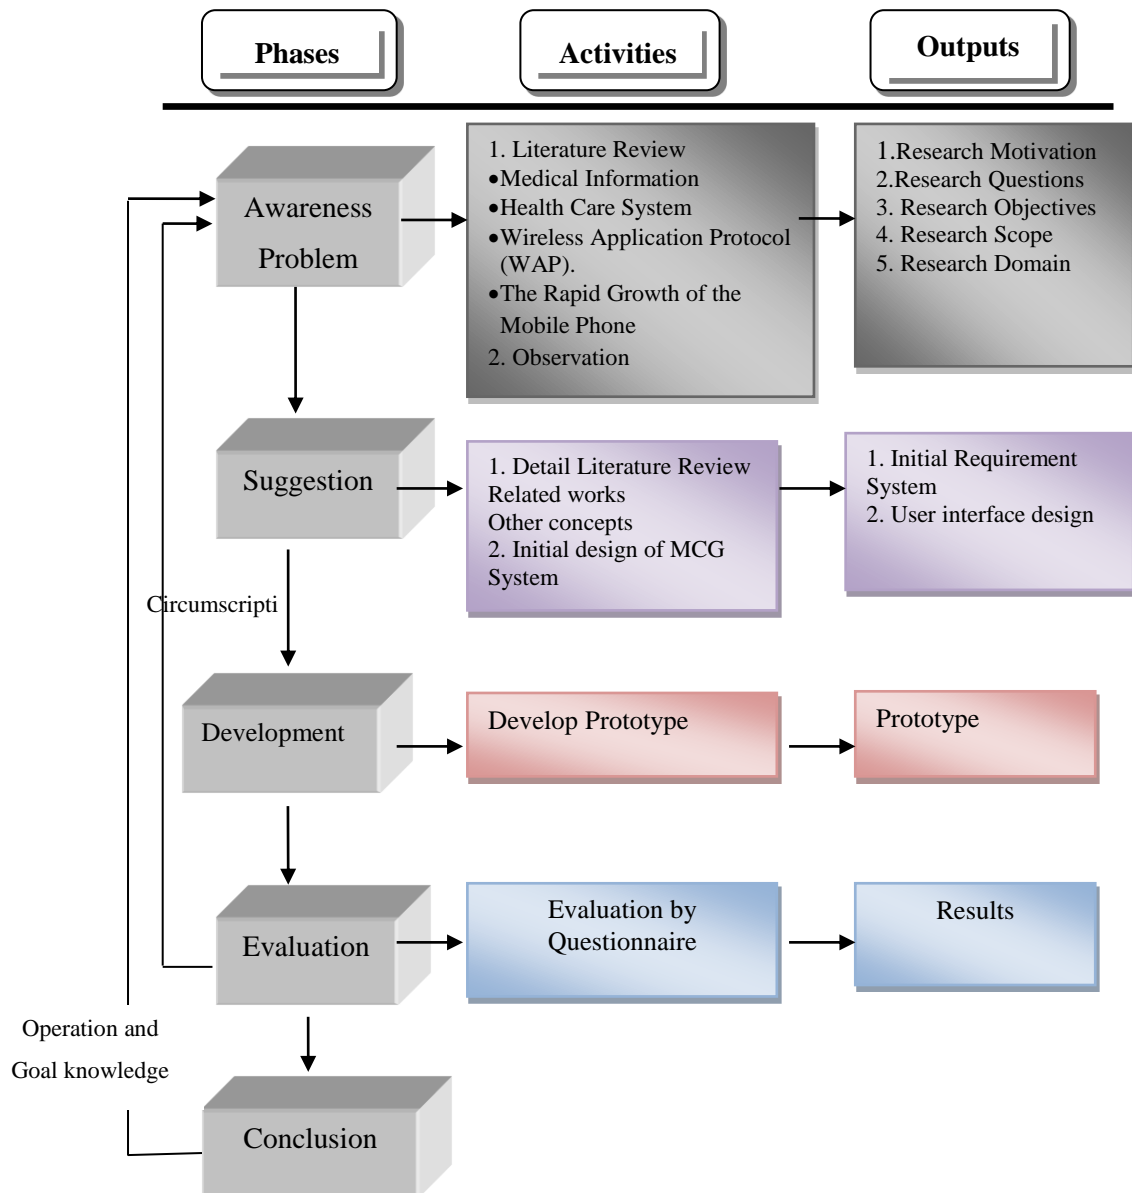 Phases
Activities
Outputs
Awareness
Problem
1. Literature Review
•Medical Information
•Health Care System
•Wireless Application Protocol
(WAP).
•The Rapid Growth of the
Mobile Phone
2. Observation
1.Research Motivation
2.Research Questions
3. Research Objectives
4. Research Scope
5. Research Domain
Suggestion
1. Detail Literature Review
Related works
Other concepts
2. Initial design of MCG
System
1. Initial Requirement
System
2. User interface design
Circumscripti
Development
Develop Prototype
Prototype
Evaluation
Evaluation by
Questionnaire
Results
Operation and
Goal knowledge
Conclusion